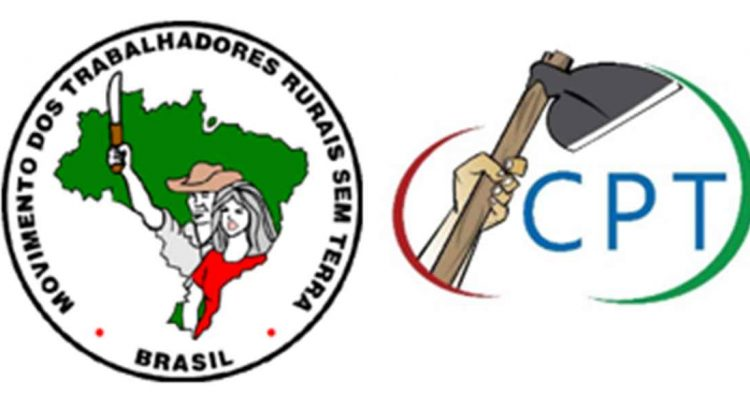 MOVIMENTO DOS TRABALHADORES RURAIS SEM TERRA
BRASIL
CPT